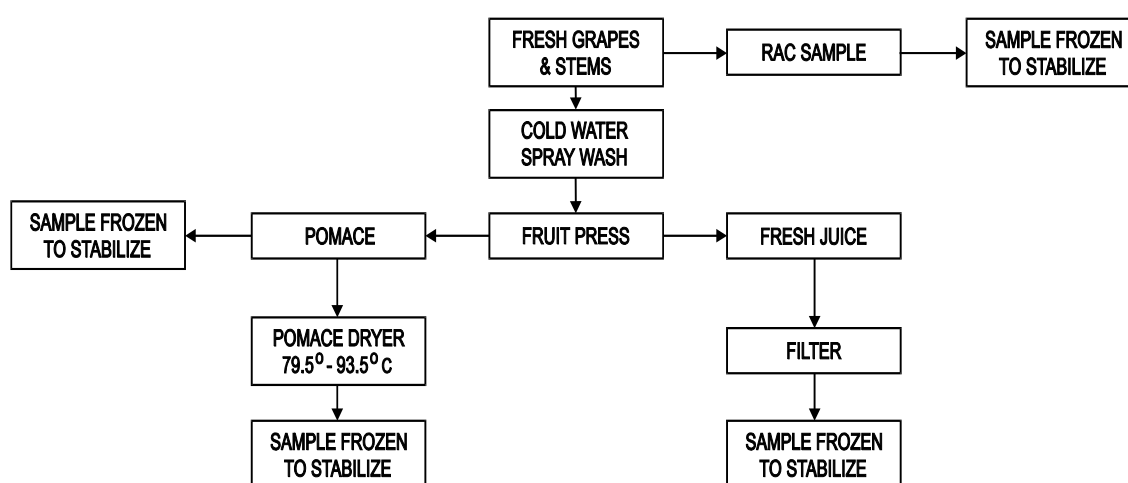 FRESH GRAPES
& STEMS
RAC SAMPLE
SAMPLE FROZEN
TO STABILIZE
COLD WATER
SPRAY WASH
SAMPLE FROZEN
TO STABILIZE
POMACE
FRUIT PRESS
FRESH JUICE
POMACE DRYER
79.5° - 93.5° C
FILTER
SAMPLE FROZEN
TO STABILIZE
SAMPLE FROZEN
TO STABILIZE